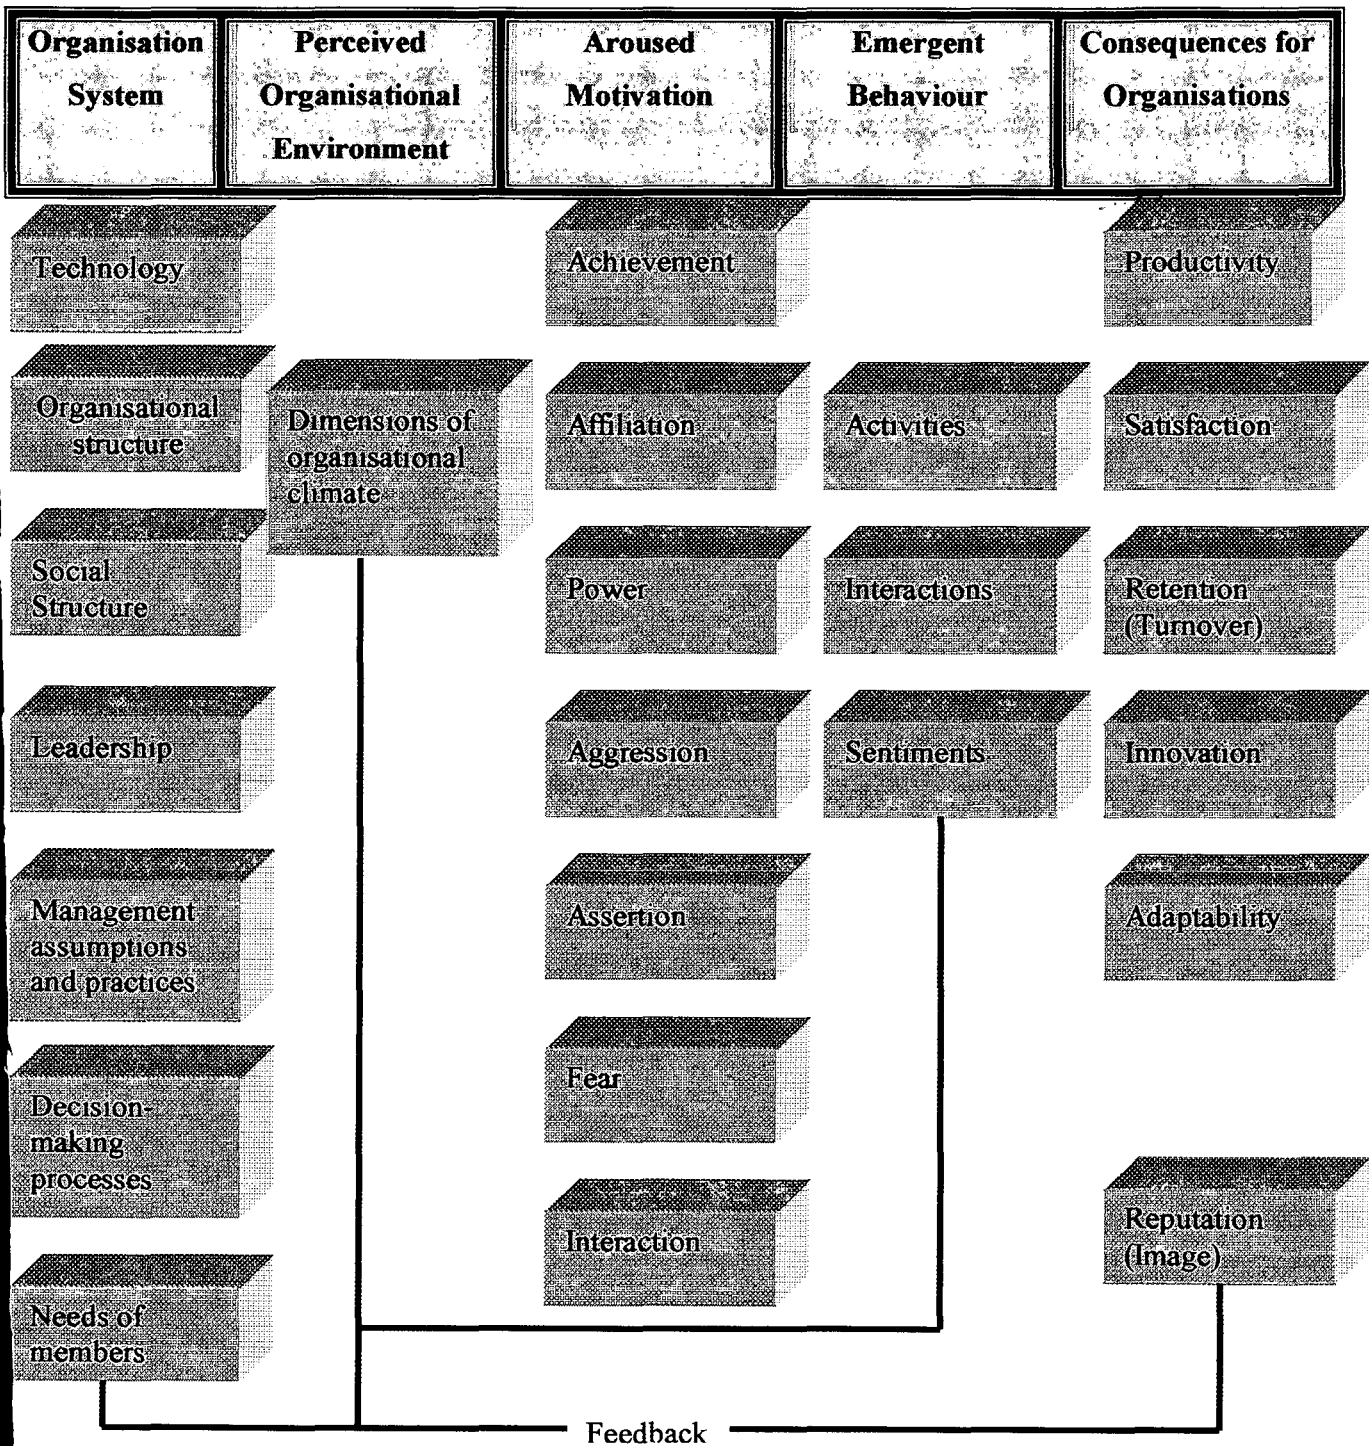 Organisation
System
Perceived
Organisational
Environment
Aroused
Motivation
Emergent
Behaviour
Consequences for
Organisations
Technology
Organisational
structure
Social
Structure
Leadership
Management
assumptions
and practices
Decision-
making
processes
Needs of
members
Dimensions of
organisational
climate
Achievement
Affiliation
Power
Aggression
Assertion
Fear
Interaction
Activities
Interactions
Sentiments
Productivity
Satisfaction
Retention
(Turnover)
Innovation
Adaptability
Reputation
(Image)
Feedback